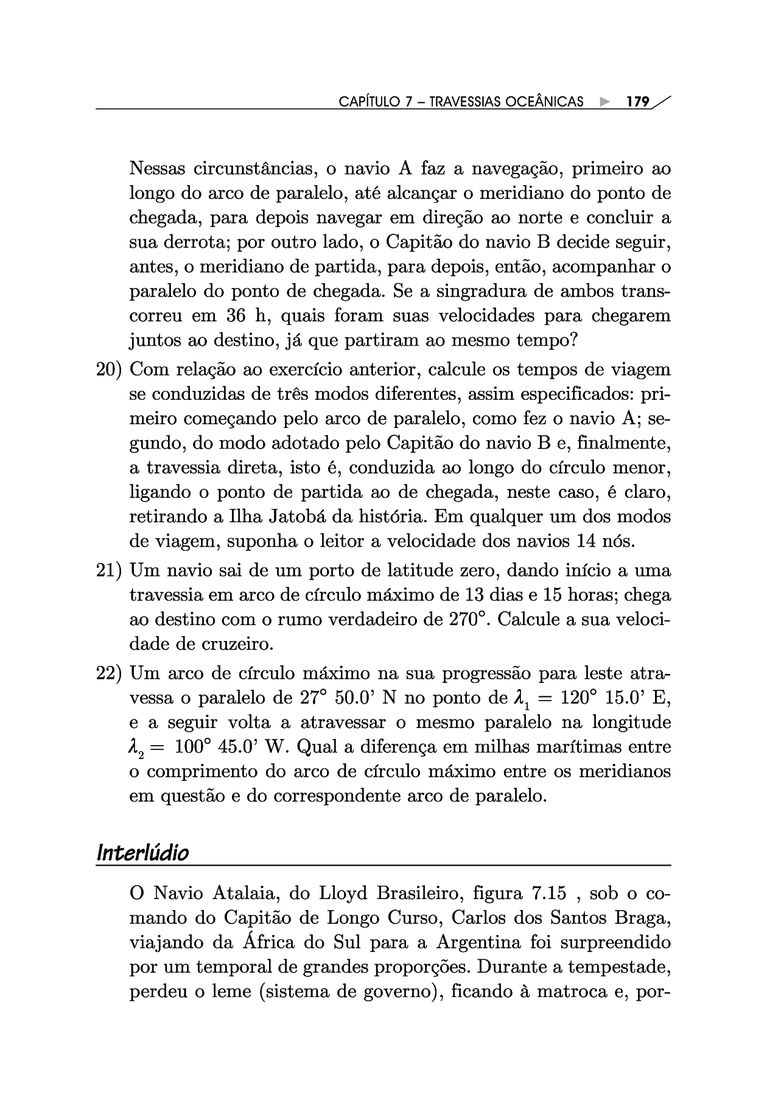 CAPÍTULO 7 – TRAVESSIAS OCEÂNICAS ▶ 179
Nessas circunstâncias, o navio A faz a navegação, primeiro ao
longo do arco de paralelo, até alcançar o meridiano do ponto de
chegada, para depois navegar em direção ao norte e concluir a
sua derrota; por outro lado, o Capitão do navio B decide seguir,
antes, o meridiano de partida, para depois, então, acompanhar o
paralelo do ponto de chegada. Se a singradura de ambos trans-
correu em 36 h, quais foram suas velocidades para chegarem
juntos ao destino, já que partiram ao mesmo tempo?
20) Com relação ao exercício anterior, calcule os tempos de viagem
se conduzidas de três modos diferentes, assim especificados: pri-
meiro começando pelo arco de paralelo, como fez o navio A; se-
gundo, do modo adotado pelo Capitão do navio B e, finalmente,
a travessia direta, isto é, conduzida ao longo do círculo menor,
ligando o ponto de partida ao de chegada, neste caso, é claro,
retirando a Ilha Jatobá da história. Em qualquer um dos modos
de viagem, suponha o leitor a velocidade dos navios 14 nós.
21) Um navio sai de um porto de latitude zero, dando início a uma
travessia em arco de círculo máximo de 13 dias e 15 horas; chega
ao destino com o rumo verdadeiro de 270°. Calcule a sua veloci-
dade de cruzeiro.
22) Um arco de círculo máximo na sua progressão para leste atra-
vessa o paralelo de 27° 50.0’ N no ponto de λ₁ = 120° 15.0’ E,
e a seguir volta a atravessar o mesmo paralelo na longitude
λ₂ = 100° 45.0’ W. Qual a diferença em milhas marítimas entre
o comprimento do arco de círculo máximo entre os meridianos
em questão e do correspondente arco de paralelo.
Interlúdio
O Navio Atalaia, do Lloyd Brasileiro, figura 7.15 , sob o co-
mando do Capitão de Longo Curso, Carlos dos Santos Braga,
viajando da África do Sul para a Argentina foi surpreendido
por um temporal de grandes proporções. Durante a tempestade,
perdeu o leme (sistema de governo), ficando à matroca e, por-